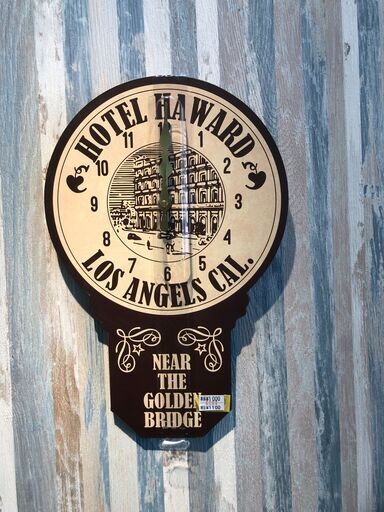 HOTEL HAWARD
12
11
1
10
2
9
3
8
4
7
5
6
LOS ANGELS CAL.
NEAR
THE
GOLDEN
BRIDGE